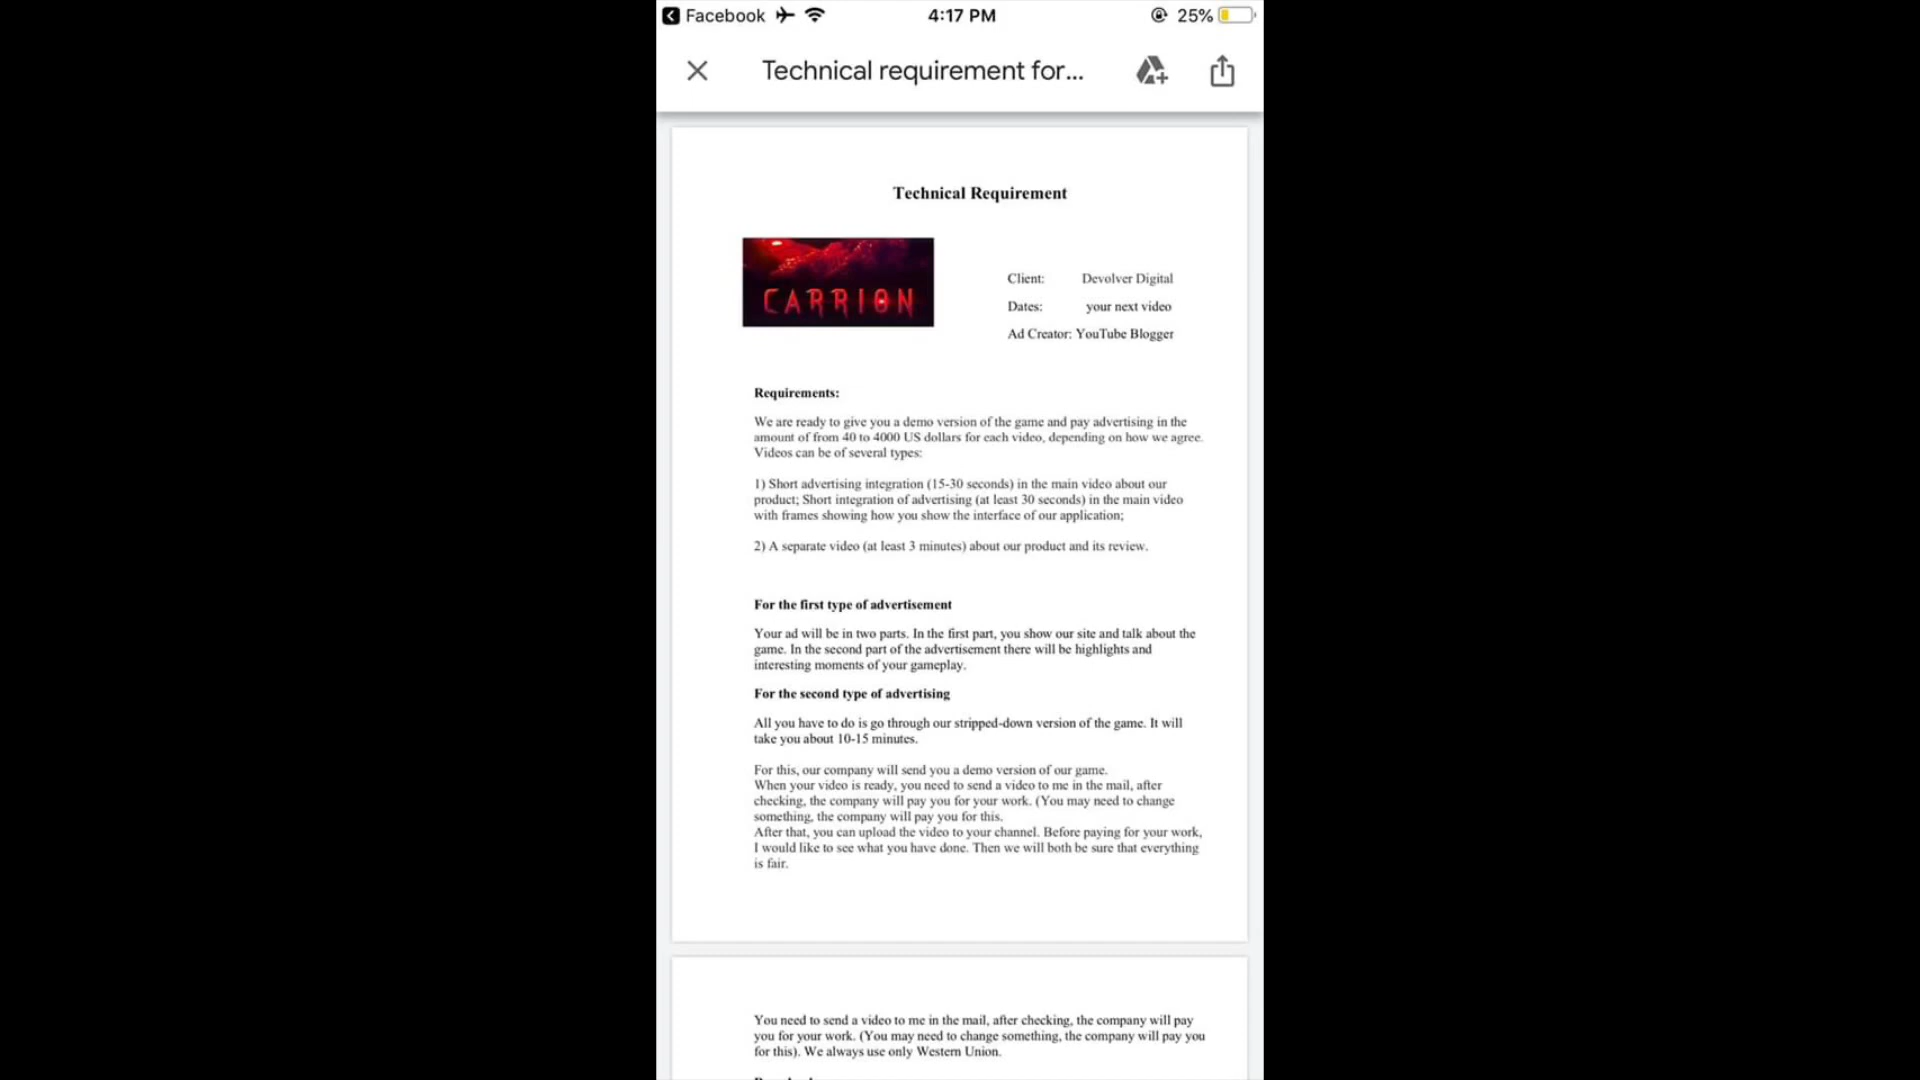 Facebook 4:17 PM 25%
Technical requirement for...
Technical Requirement
CARRION
Client: Devolver Digital
Dates: your next video
Ad Creator: YouTube Blogger
Requirements:
We are ready to give you a demo version of the game and pay advertising in the
amount of from 40 to 4000 US dollars for each video, depending on how we agree.
Videos can be of several types:
1) Short advertising integration (15-30 seconds) in the main video about our
product; Short integration of advertising (at least 30 seconds) in the main video
with frames showing how you show the interface of our application;
2) A separate video (at least 3 minutes) about our product and its review.
For the first type of advertisement
Your ad will be in two parts. In the first part, you show our site and talk about the
game. In the second part of the advertisement there will be highlights and
interesting moments of your gameplay.
For the second type of advertising
All you have to do is go through our stripped-down version of the game. It will
take you about 10-15 minutes.
For this, our company will send you a demo version of our game.
When your video is ready, you need to send a video to me in the mail, after
checking, the company will pay you for your work. (You may need to change
something, the company will pay you for this.
After that, you can upload the video to your channel. Before paying for your work,
I would like to see what you have done. Then we will both be sure that everything
is fair.
You need to send a video to me in the mail, after checking, the company will pay
you for your work. (You may need to change something, the company will pay you
for this). We always use only Western Union.